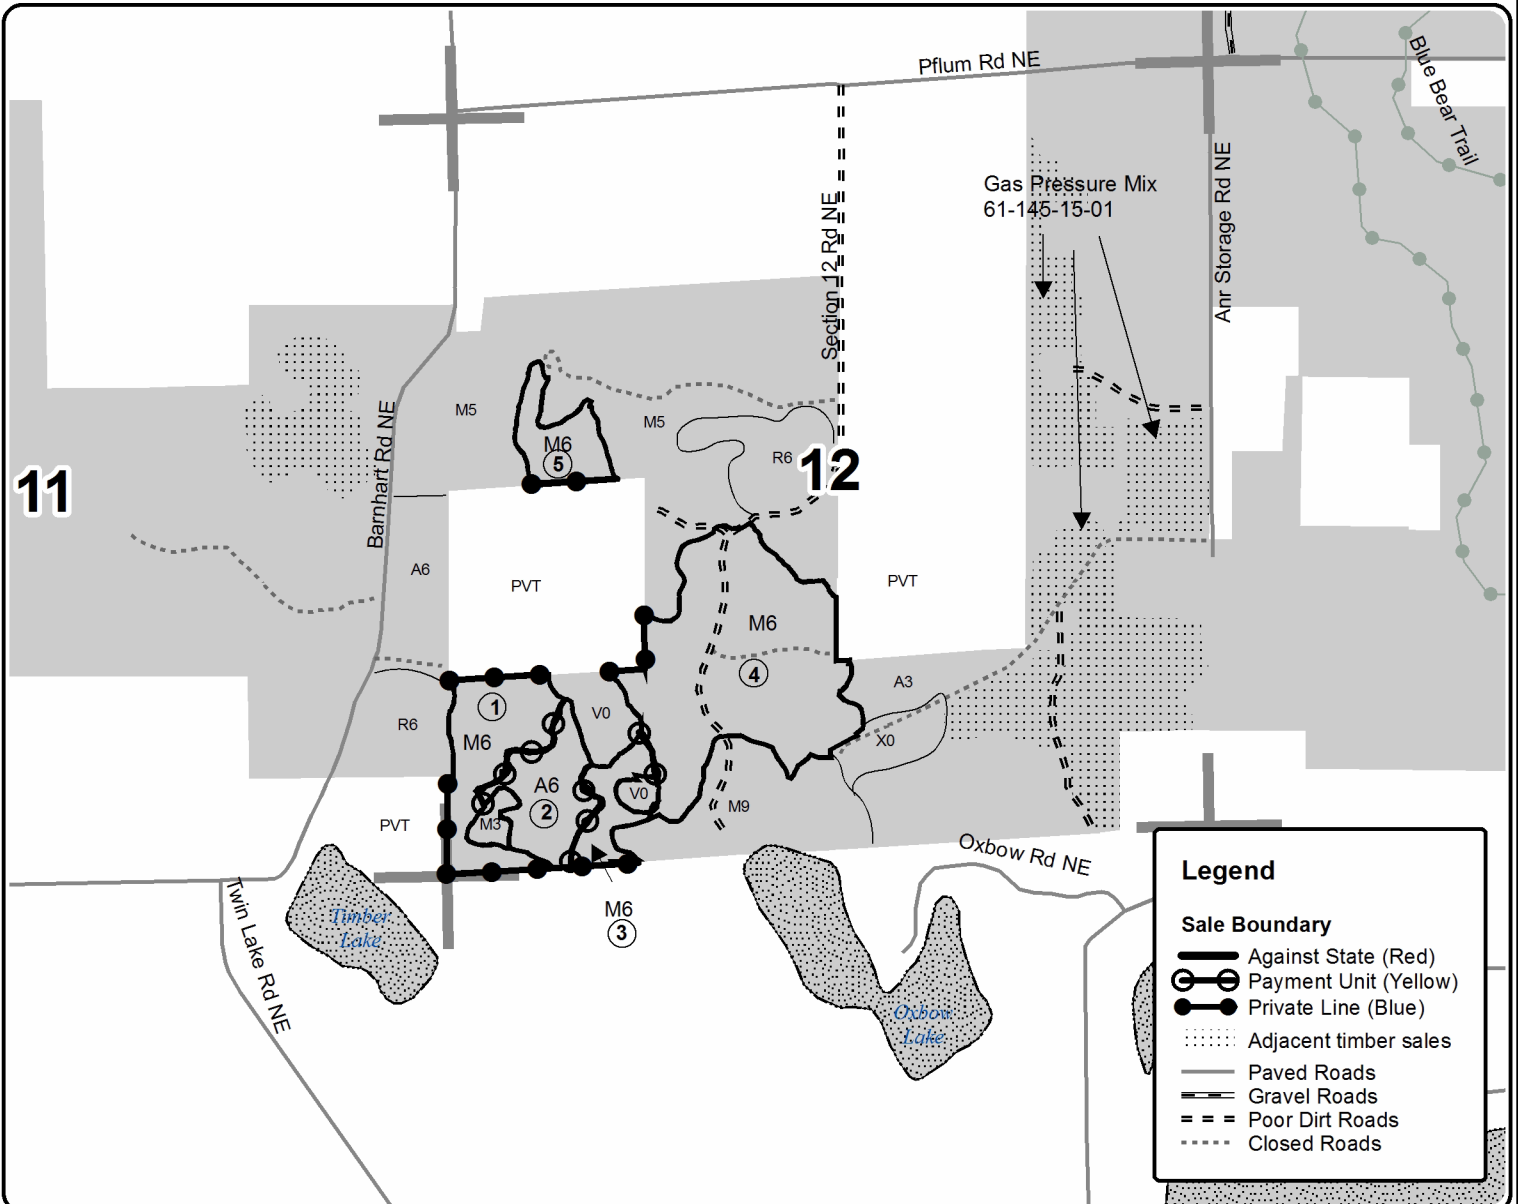 Pflum Rd NE
Blue Bear Trail
Gas Pressure Mix
61-145-15-01
Section 12 Rd NE
Anr Storage Rd NE
Barnhart Rd NE
M5
M5
M6
5
R6
12
11
A6
PVT
PVT
M6
4
A3
1
V0
R6
M6
X0
A6
V0
2
M9
M3
PVT
Oxbow Rd NE
Twin Lake Rd NE
Timber
Lake
M6
3
Oxbow
Lake
Legend
Sale Boundary
Against State (Red)
Payment Unit (Yellow)
Private Line (Blue)
Adjacent timber sales
Paved Roads
Gravel Roads
Poor Dirt Roads
Closed Roads